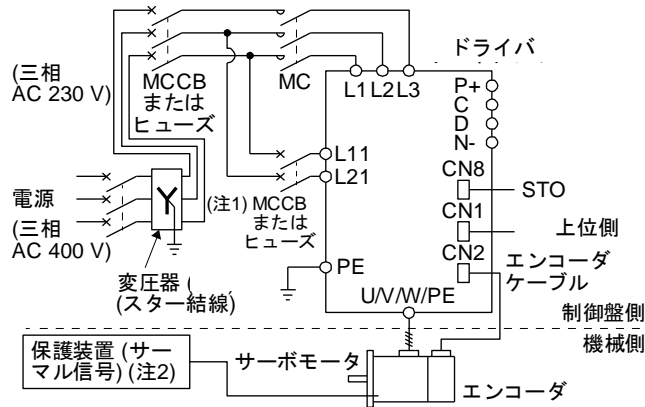 ドライバ
(三相
AC 230 V)
MCCB
または
ヒューズ
MC
L1 L2 L3
P+
C
D
N-
L11
L21
CN8
STO
電源
(三相
AC 400 V)
(注1)
MCCB
または
ヒューズ
CN1
上位側
CN2
エンコーダ
ケーブル
変圧器 (
(スター結線)
PE
U/V/W/PE
制御盤側
機械側
保護装置 (サー
マル信号) (注2)
サーボモータ
エンコーダ